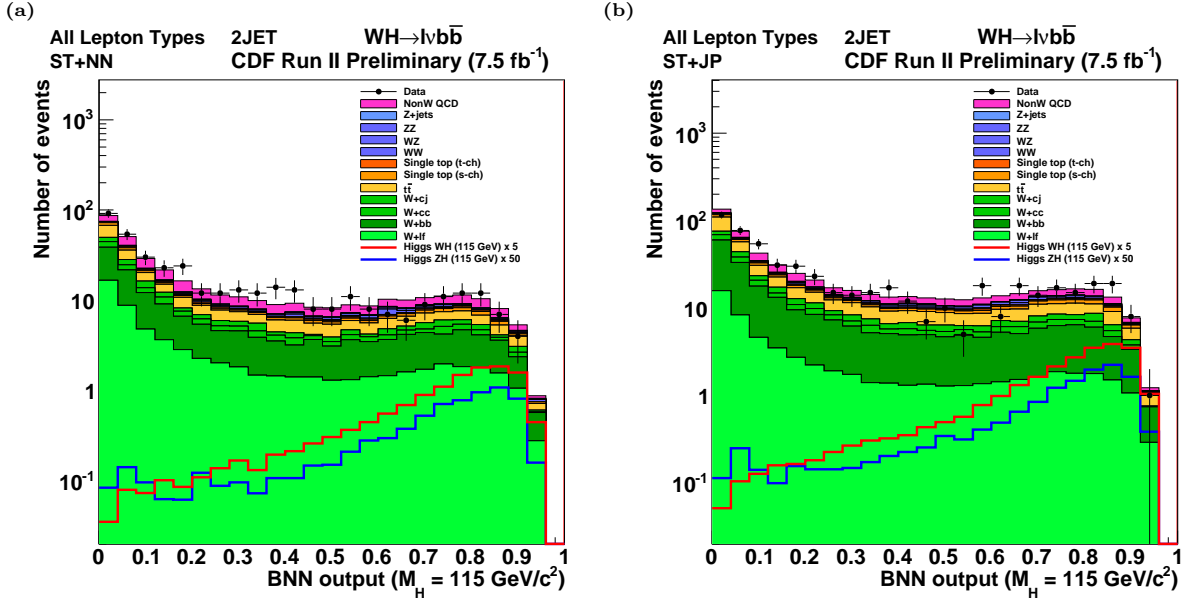 (a)
All Lepton Types 2JET WH→lνbb̅
ST+NN CDF Run II Preliminary (7.5 fb⁻¹)
Number of events
10³
10²
10
1
10⁻¹
Data
NonW QCD
Z+jets
ZZ
WZ
WW
Single top (t-ch)
Single top (s-ch)
tt̅
W+cj
W+cc
W+bb
W+lf
Higgs WH (115 GeV) x 5
Higgs ZH (115 GeV) x 50
0 0.1 0.2 0.3 0.4 0.5 0.6 0.7 0.8 0.9 1
BNN output (M_H = 115 GeV/c²)
(b)
All Lepton Types 2JET WH→lνbb̅
ST+JP CDF Run II Preliminary (7.5 fb⁻¹)
Number of events
10³
10²
10
1
10⁻¹
Data
NonW QCD
Z+jets
ZZ
WZ
WW
Single top (t-ch)
Single top (s-ch)
tt̅
W+cj
W+cc
W+bb
W+lf
Higgs WH (115 GeV) x 5
Higgs ZH (115 GeV) x 50
0 0.1 0.2 0.3 0.4 0.5 0.6 0.7 0.8 0.9 1
BNN output (M_H = 115 GeV/c²)